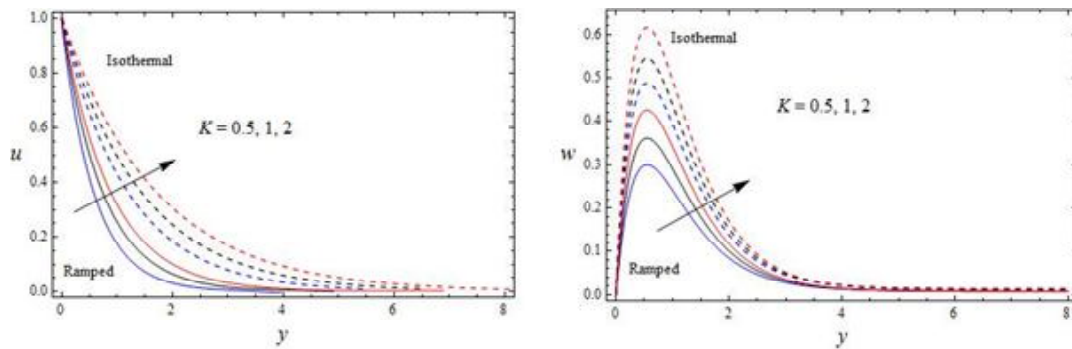 1.0
0.8
0.6
0.4
0.2
0.0
u
Isothermal
K = 0.5, 1, 2
Ramped
0 2 4 6 8
y
0.6
0.5
0.4
0.3
0.2
0.1
0.0
w
Isothermal
K = 0.5, 1, 2
Ramped
0 2 4 6 8
y